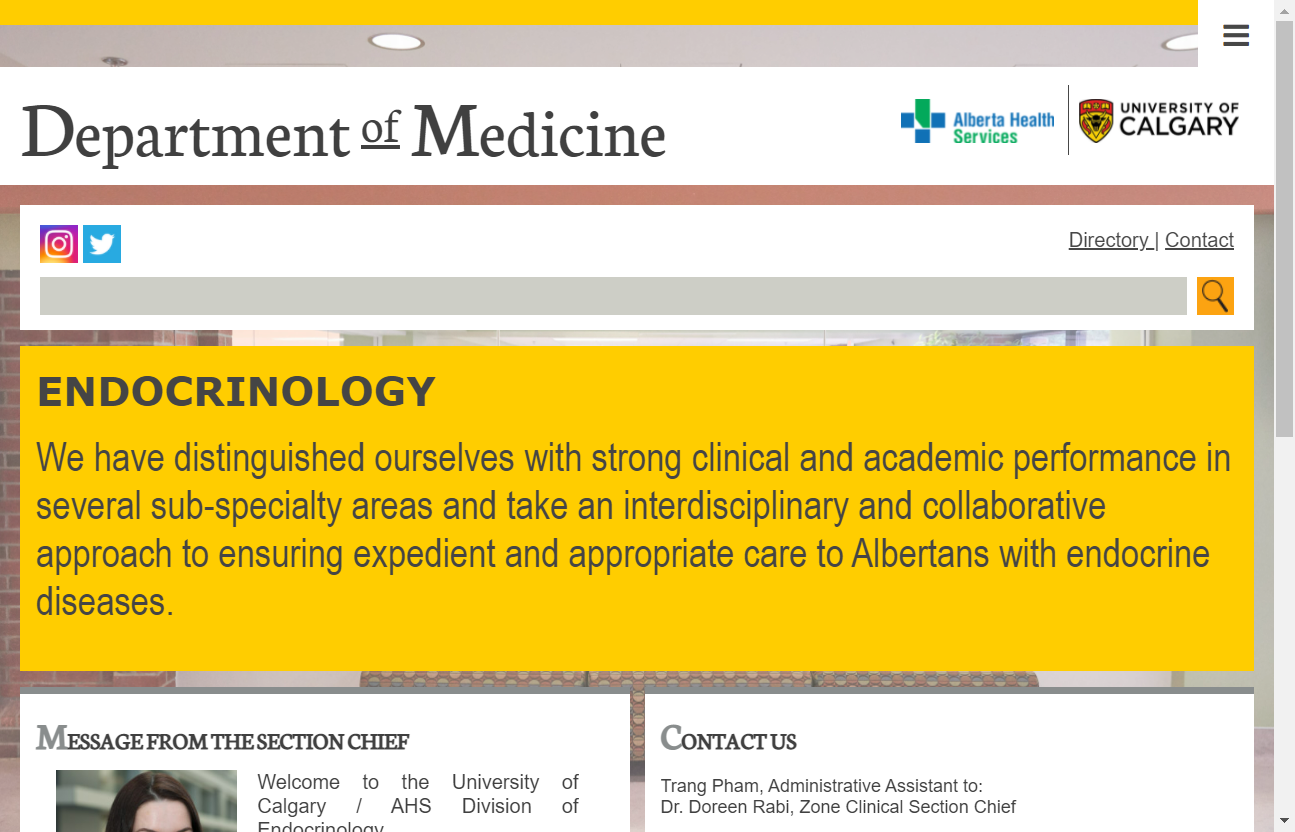 Department of Medicine
Alberta Health
Services
UNIVERSITY OF
CALGARY
Directory | Contact
ENDOCRINOLOGY
We have distinguished ourselves with strong clinical and academic performance in
several sub-specialty areas and take an interdisciplinary and collaborative
approach to ensuring expedient and appropriate care to Albertans with endocrine
diseases.
MESSAGE FROM THE SECTION CHIEF
Welcome to the University of
Calgary / AHS Division of
Endocrinology
CONTACT US
Trang Pham, Administrative Assistant to:
Dr. Doreen Rabi, Zone Clinical Section Chief